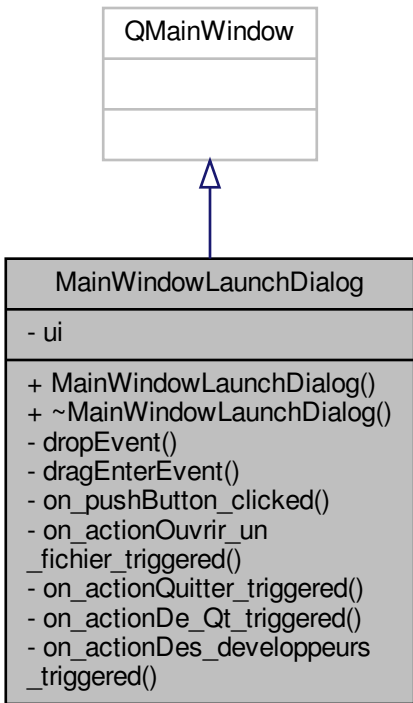 QMainWindow
MainWindowLaunchDialog
- ui
+ MainWindowLaunchDialog()
+ ~MainWindowLaunchDialog()
- dropEvent()
- dragEnterEvent()
- on_pushButton_clicked()
- on_actionOuvrir_un
_fichier_triggered()
- on_actionQuitter_triggered()
- on_actionDe_Qt_triggered()
- on_actionDes_developpeurs
_triggered()